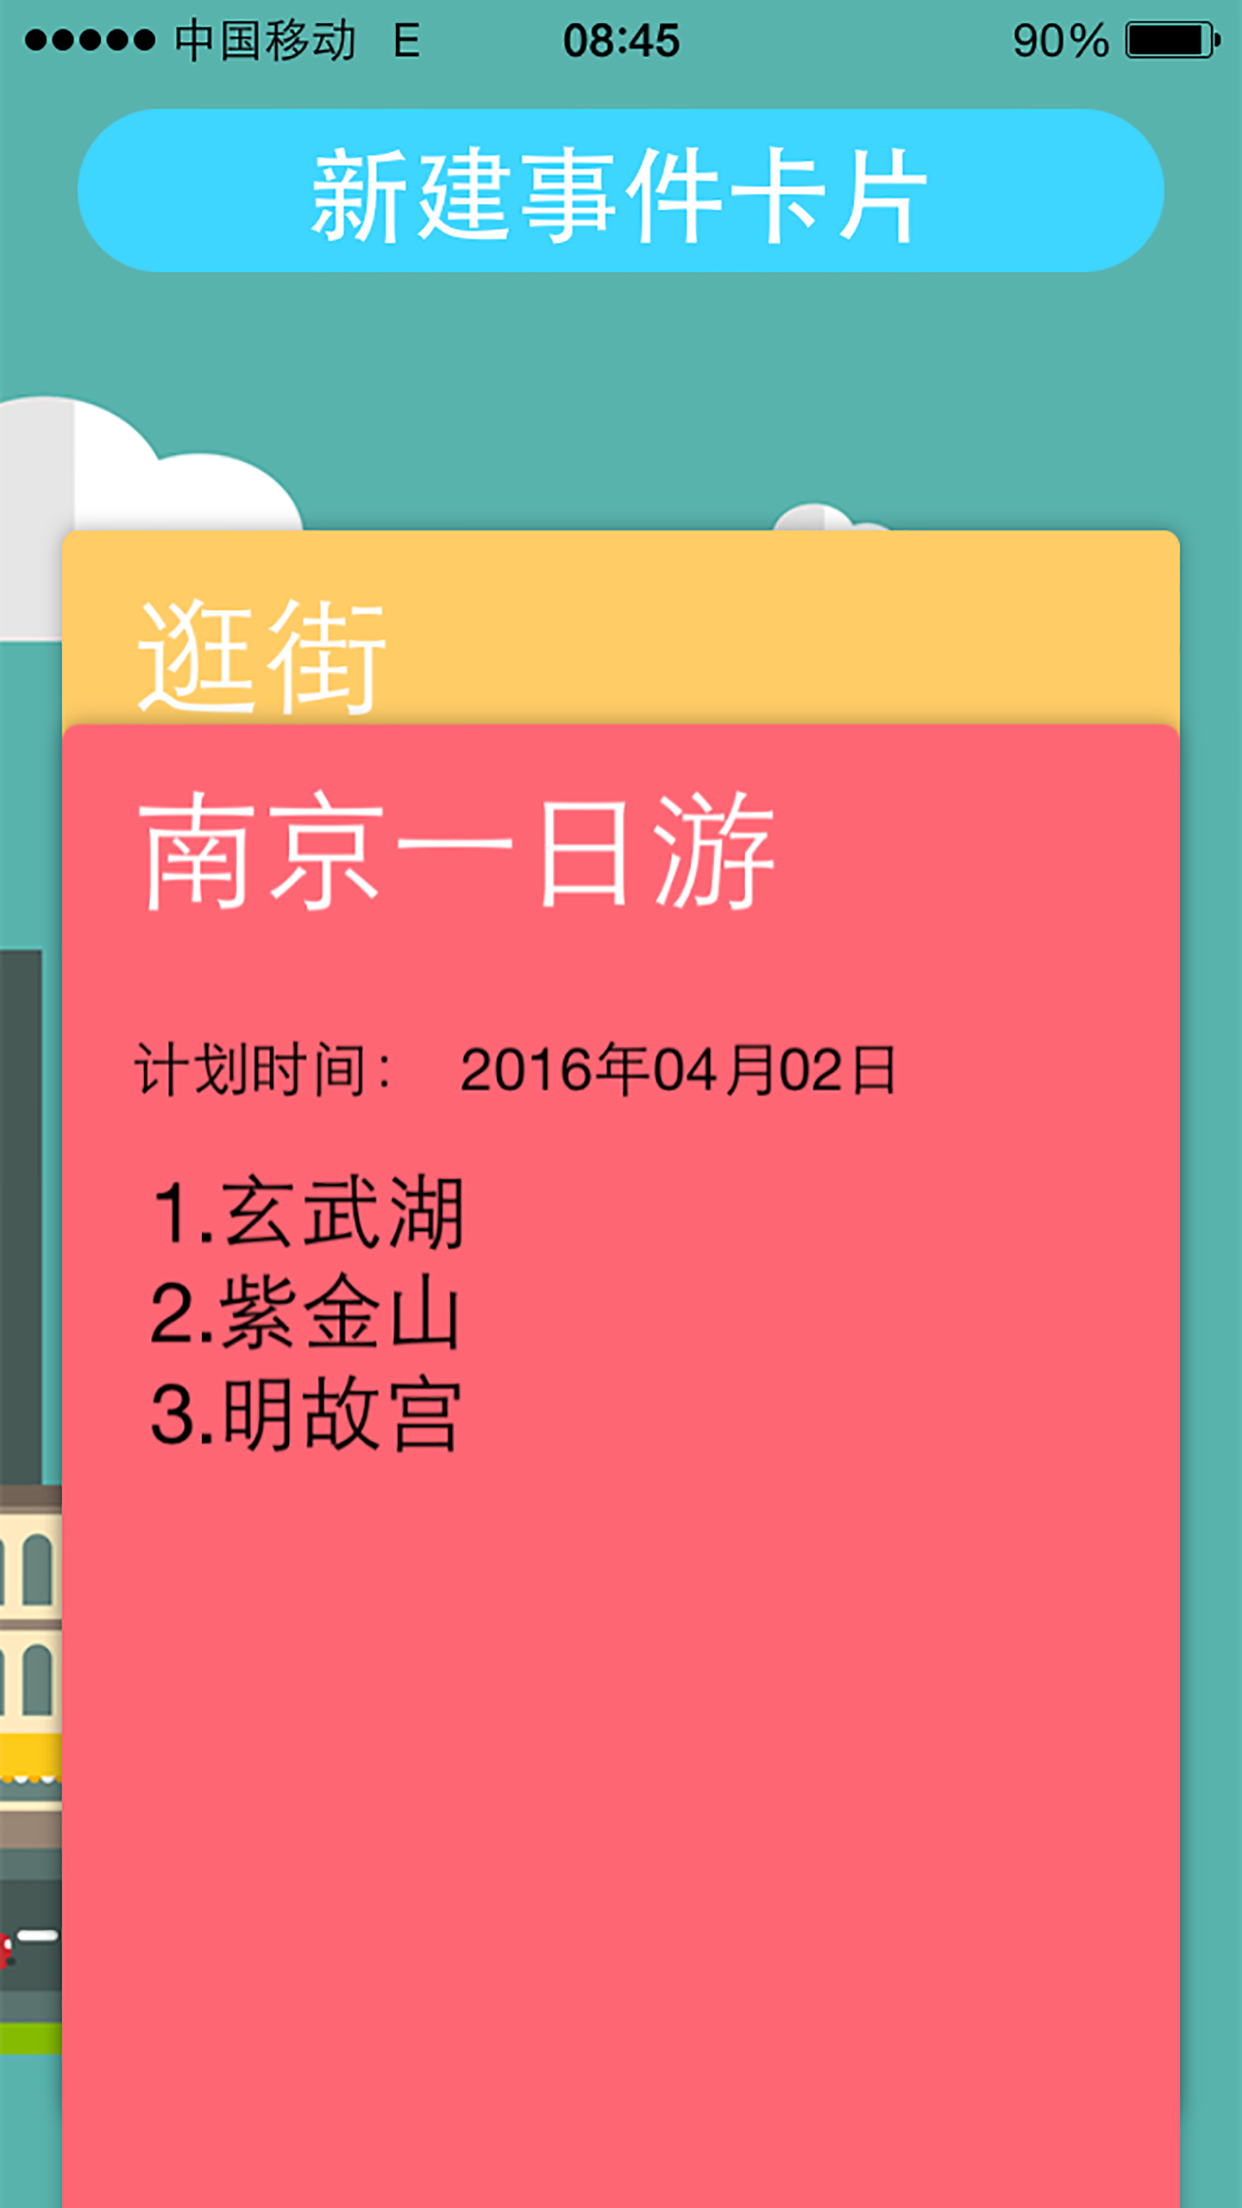 中国移动 E 08:45 90%
新建事件卡片
逛街
南京一日游
计划时间： 2016年04月02日
1.玄武湖
2.紫金山
3.明故宫